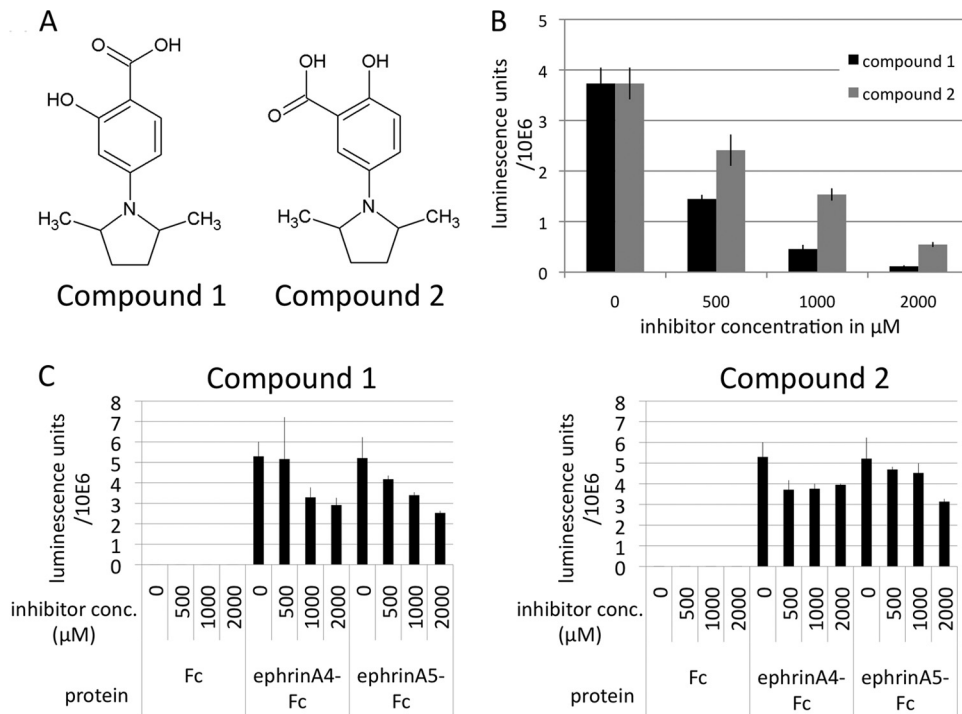 A
B
O
OH
HO
N
H₃C
CH₃
Compound 1
OH
OH
O
N
H₃C
CH₃
Compound 2
luminescence units
/10E6
5
4
3
2
1
0
compound 1
compound 2
0 500 1000 2000
inhibitor concentration in μM
C
Compound 1
luminescence units
/10E6
8
7
6
5
4
3
2
1
0
inhibitor conc.
(μM)
0 500 1000 2000 0 500 1000 2000 0 500 1000 2000
protein
Fc
ephrinA4-
Fc
ephrinA5-
Fc
Compound 2
luminescence units
/10E6
8
7
6
5
4
3
2
1
0
inhibitor conc.
(μM)
0 500 1000 2000 0 500 1000 2000 0 500 1000 2000
protein
Fc
ephrinA4-
Fc
ephrinA5-
Fc